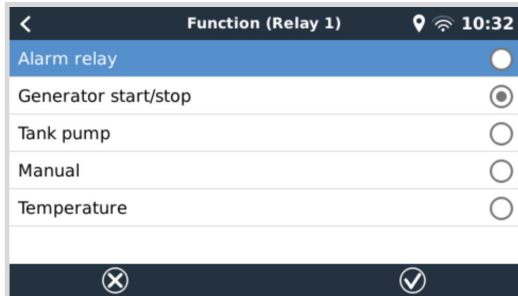 Function (Relay 1) 10:32
Alarm relay
Generator start/stop
Tank pump
Manual
Temperature